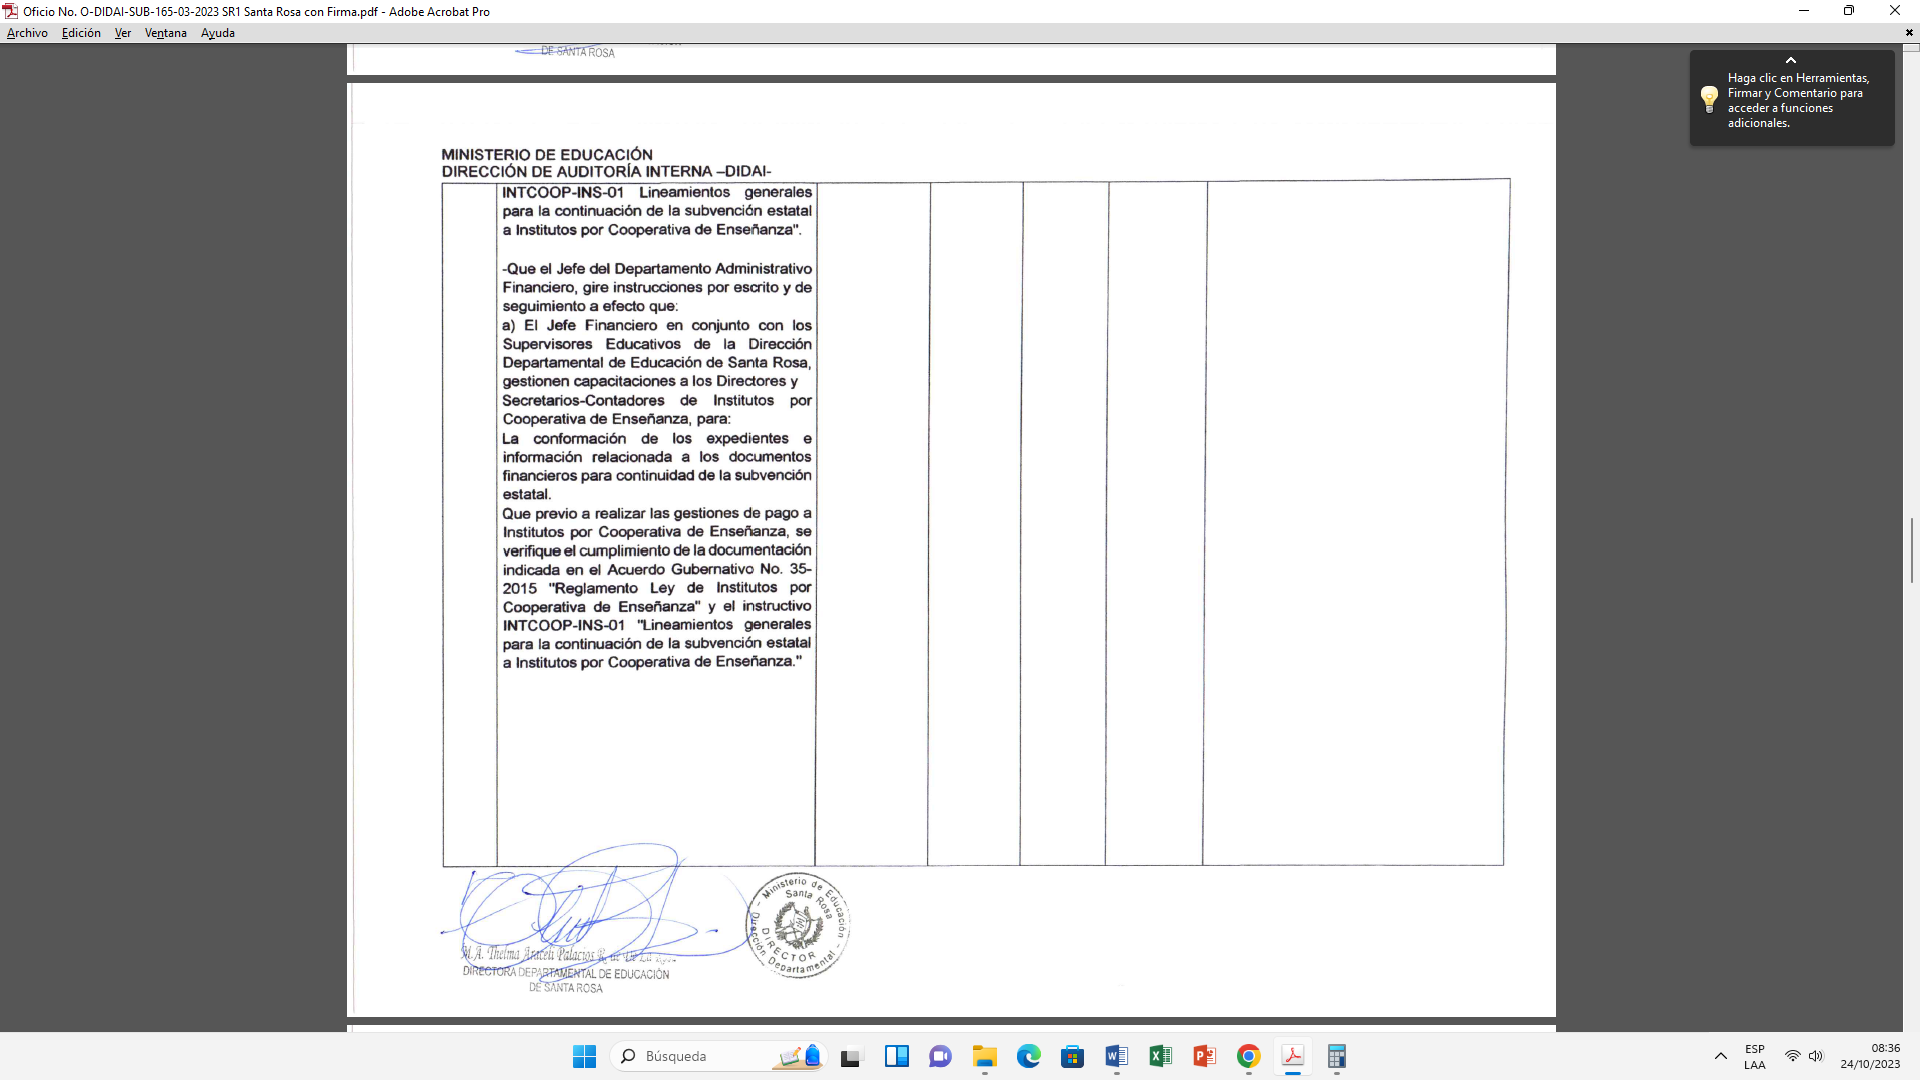 Oficio No. O-DIDAI-SUB-165-03-2023 SR1 Santa Rosa con Firma.pdf - Adobe Acrobat Pro
Archivo Edición Ver Ventana Ayuda
DE SANTA ROSA
Haga clic en Herramientas,
Firmar y Comentario para
acceder a funciones
adicionales.
MINISTERIO DE EDUCACIÓN
DIRECCIÓN DE AUDITORÍA INTERNA –DIDAI-
INTCOOP-INS-01 Lineamientos generales
para la continuación de la subvención estatal
a Institutos por Cooperativa de Enseñanza".
-Que el Jefe del Departamento Administrativo
Financiero, gire instrucciones por escrito y de
seguimiento a efecto que:
a) El Jefe Financiero en conjunto con los
Supervisores Educativos de la Dirección
Departamental de Educación de Santa Rosa,
gestionen capacitaciones a los Directores y
Secretarios-Contadores de Institutos por
Cooperativa de Enseñanza, para:
La conformación de los expedientes e
información relacionada a los documentos
financieros para continuidad de la subvención
estatal.
Que previo a realizar las gestiones de pago a
Institutos por Cooperativa de Enseñanza, se
verifique el cumplimiento de la documentación
indicada en el Acuerdo Gubernativo No. 35-
2015 "Reglamento Ley de Institutos por
Cooperativa de Enseñanza" y el instructivo
INTCOOP-INS-01 "Lineamientos generales
para la continuación de la subvención estatal
a Institutos por Cooperativa de Enseñanza."
M.A. Thelma Araceli Palacios
DIRECTORA DEPARTAMENTAL DE EDUCACIÓN
DE SANTA ROSA
Ministerio de Educación
Santa Rosa
DIRECTOR
Dirección Departamental
Búsqueda
ESP
LAA
08:36
24/10/2023